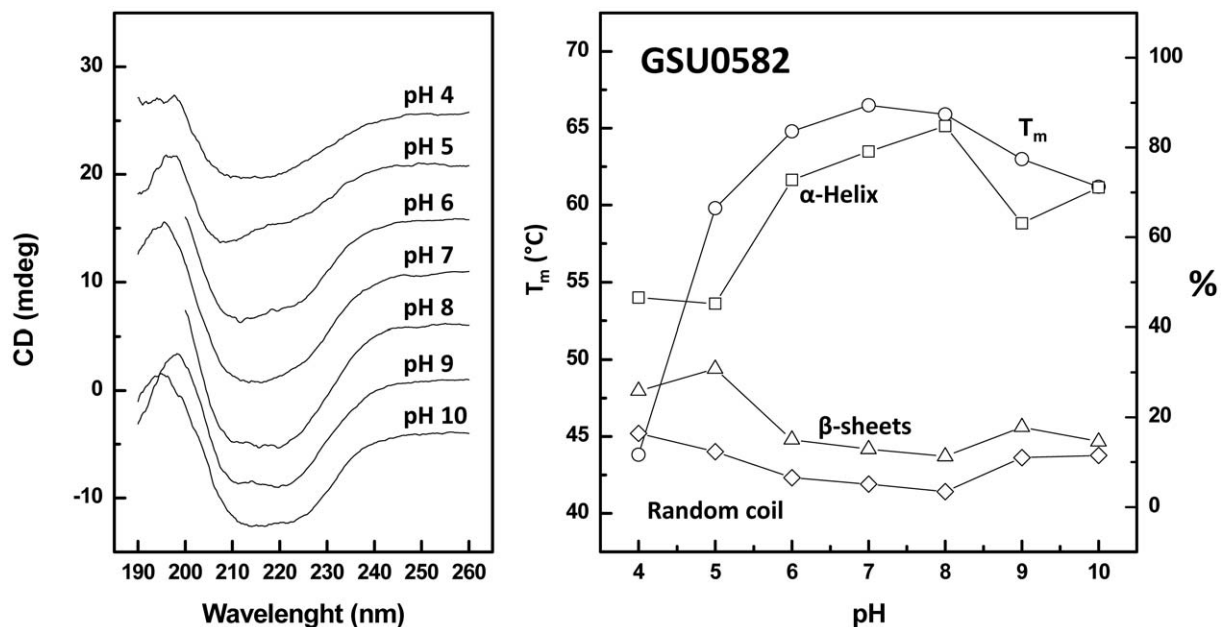 CD (mdeg)
30
20
10
0
-10
pH 4
pH 5
pH 6
pH 7
pH 8
pH 9
pH 10
190 200 210 220 230 240 250 260
Wavelenght (nm)
GSU0582
Tm (°C)
70
65
60
55
50
45
40
Tm
α-Helix
β-sheets
Random coil
4 5 6 7 8 9 10
pH
100
80
60
40
20
0
%